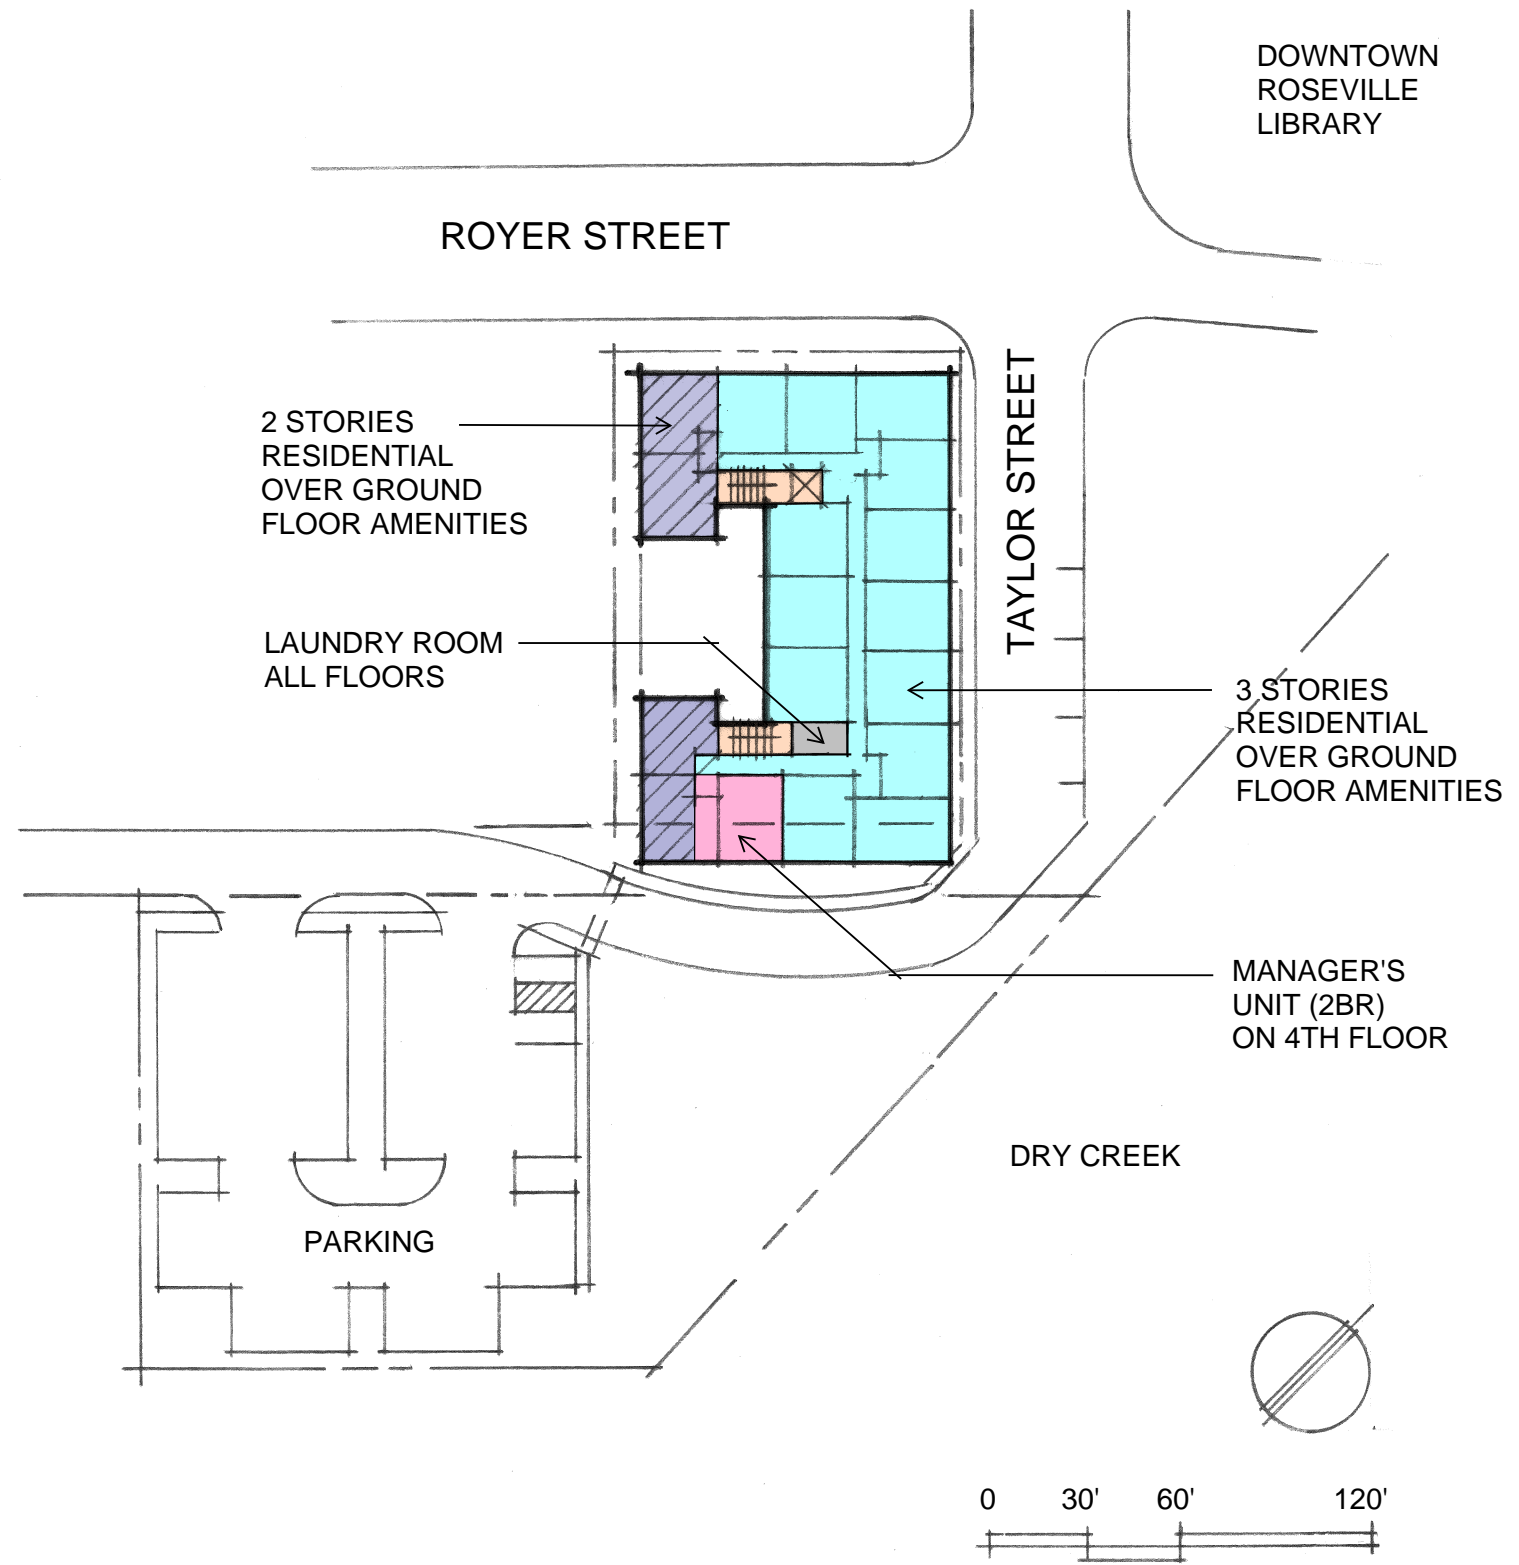 DOWNTOWN
ROSEVILLE
LIBRARY
ROYER STREET
TAYLOR STREET
2 STORIES
RESIDENTIAL
OVER GROUND
FLOOR AMENITIES
LAUNDRY ROOM
ALL FLOORS
3 STORIES
RESIDENTIAL
OVER GROUND
FLOOR AMENITIES
MANAGER'S
UNIT (2BR)
ON 4TH FLOOR
DRY CREEK
PARKING
0 30' 60' 120'